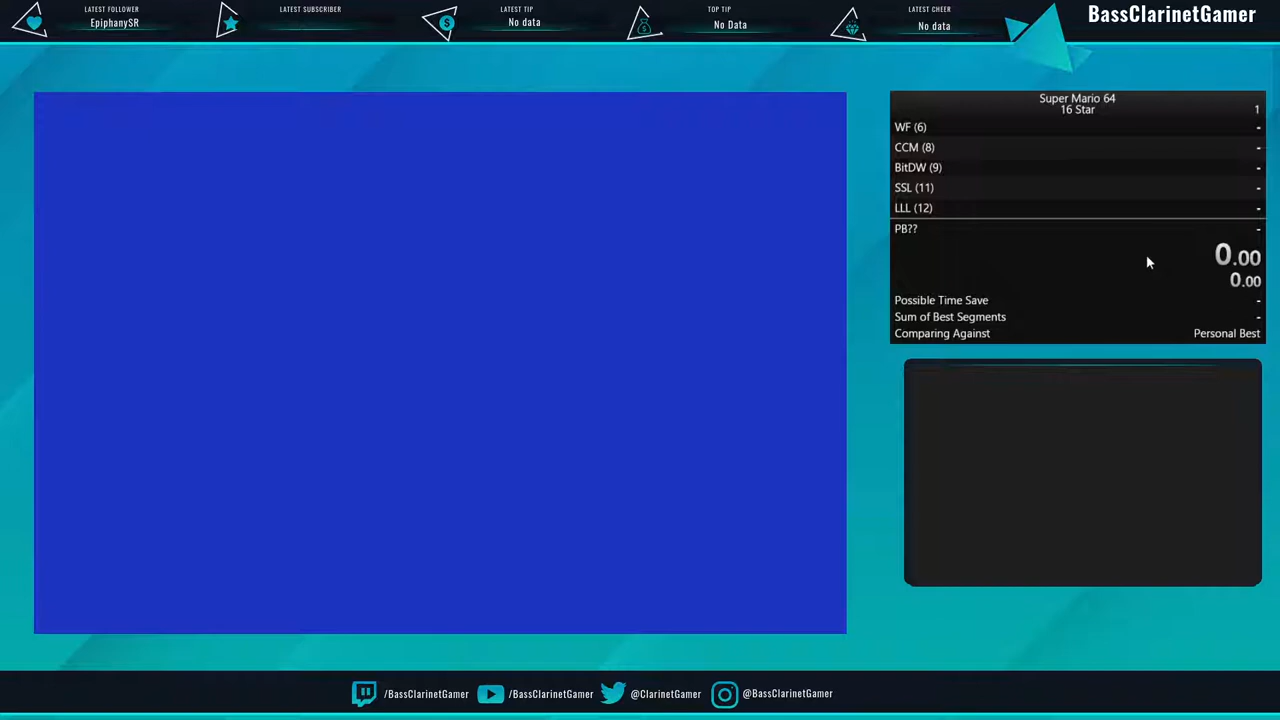 LATEST FOLLOWER
EpiphanySR
LATEST SUBSCRIBER
LATEST TIP
No data
TOP TIP
No Data
LATEST CHEER
No data
BassClarinetGamer
Super Mario 64
16 Star 1
WF (6) -
CCM (8) -
BitDW (9) -
SSL (11) -
LLL (12) -
PB?? -
0.00
0.00
Possible Time Save -
Sum of Best Segments -
Comparing Against Personal Best
/BassClarinetGamer /BassClarinetGamer @ClarinetGamer @BassClarinetGamer